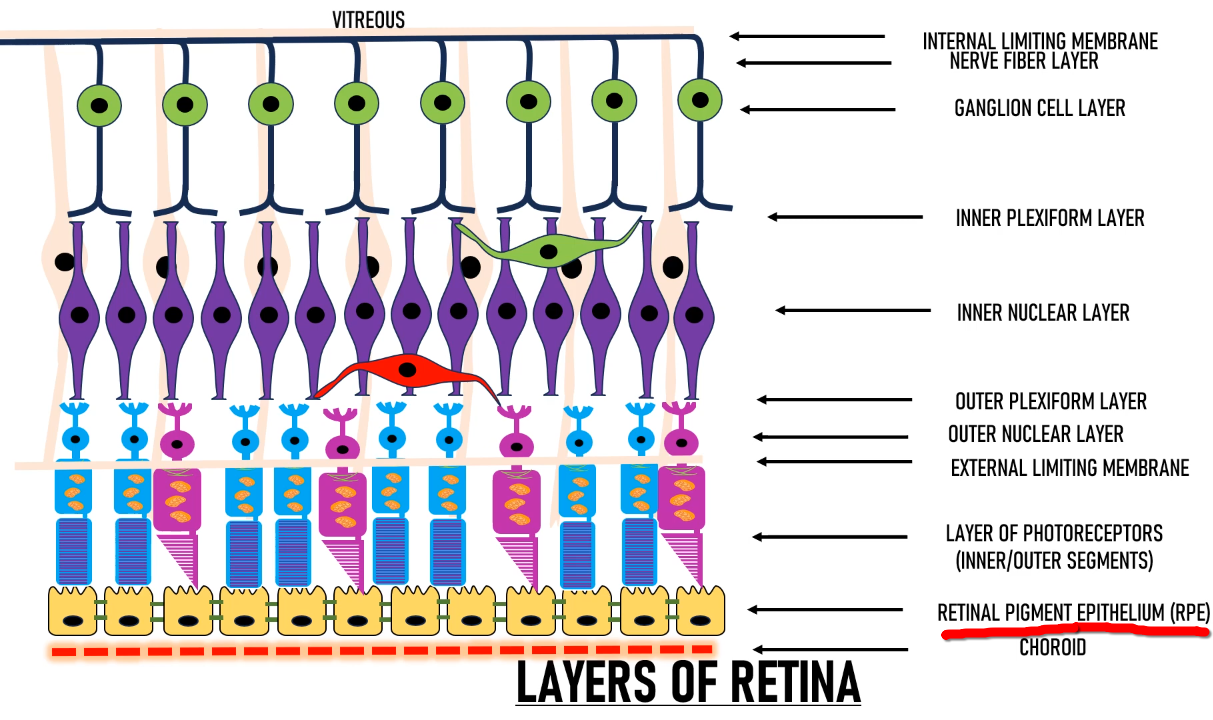 VITREOUS
INTERNAL LIMITING MEMBRANE
NERVE FIBER LAYER
GANGLION CELL LAYER
INNER PLEXIFORM LAYER
INNER NUCLEAR LAYER
OUTER PLEXIFORM LAYER
OUTER NUCLEAR LAYER
EXTERNAL LIMITING MEMBRANE
LAYER OF PHOTORECEPTORS
(INNER/OUTER SEGMENTS)
RETINAL PIGMENT EPITHELIUM (RPE)
CHOROID
LAYERS OF RETINA